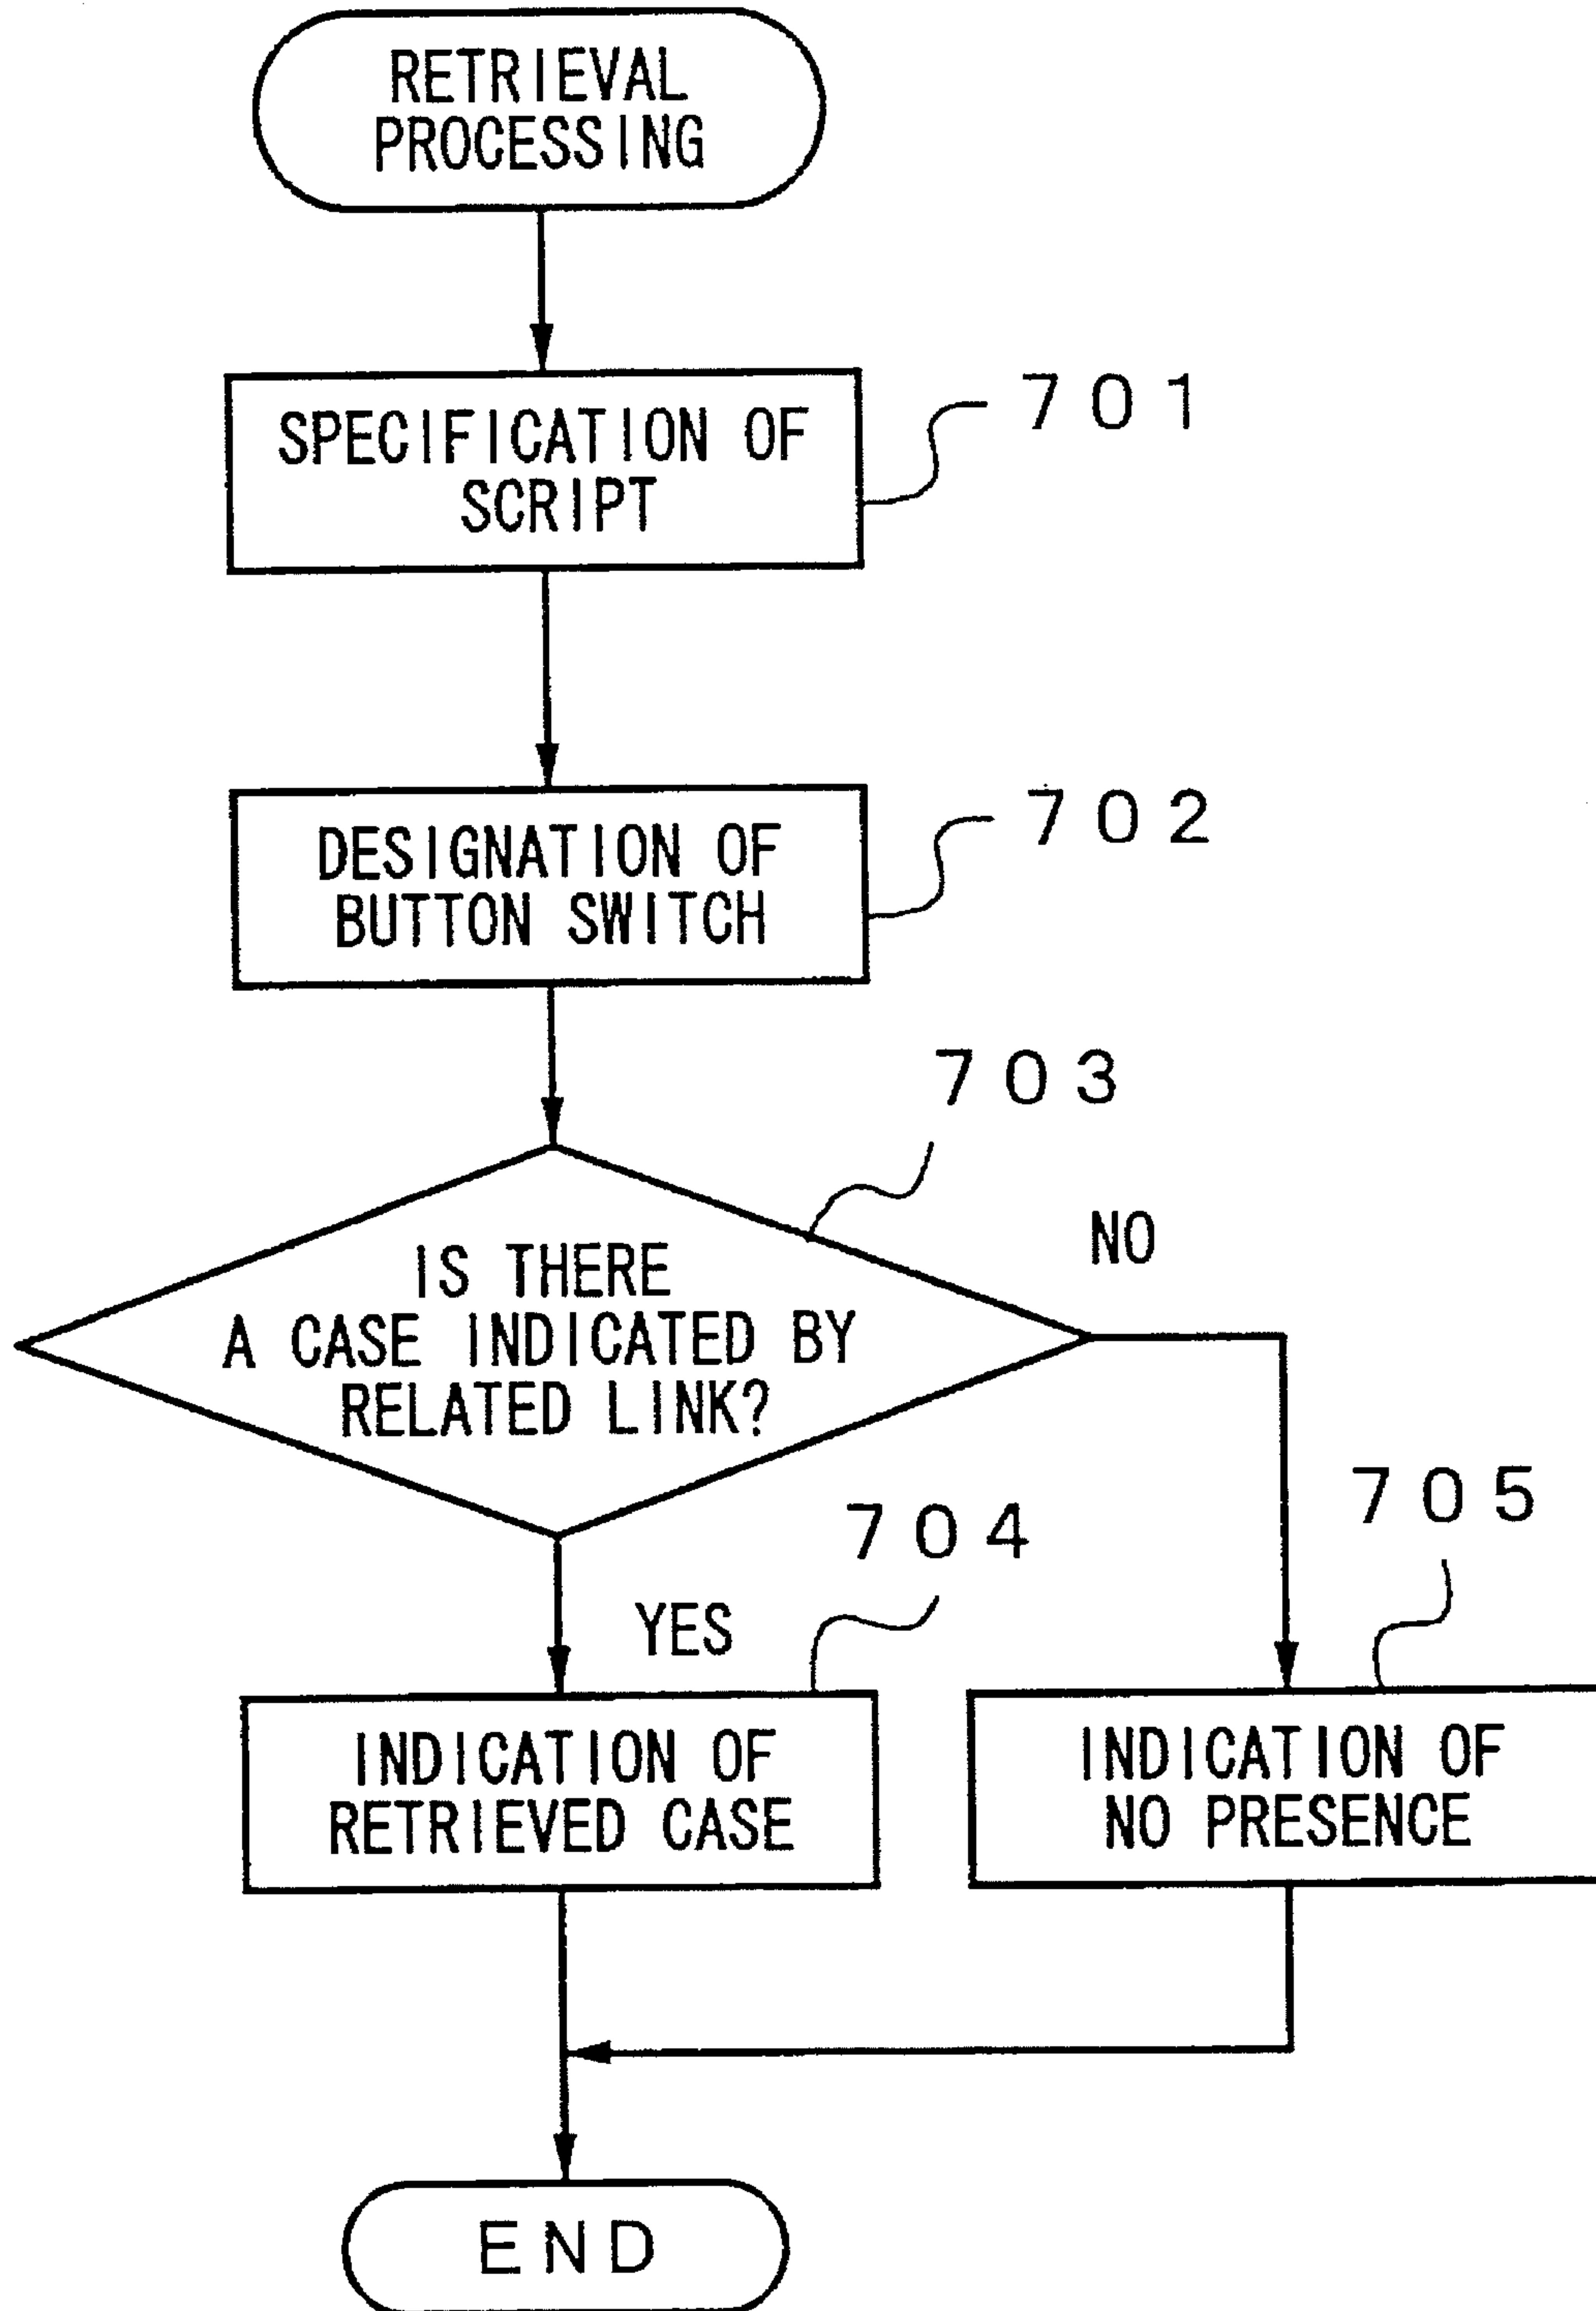 RETRIEVAL
PROCESSING
SPECIFICATION OF
SCRIPT
701
DESIGNATION OF
BUTTON SWITCH
702
703
IS THERE
A CASE INDICATED BY
RELATED LINK?
NO
YES
704
INDICATION OF
RETRIEVED CASE
705
INDICATION OF
NO PRESENCE
END